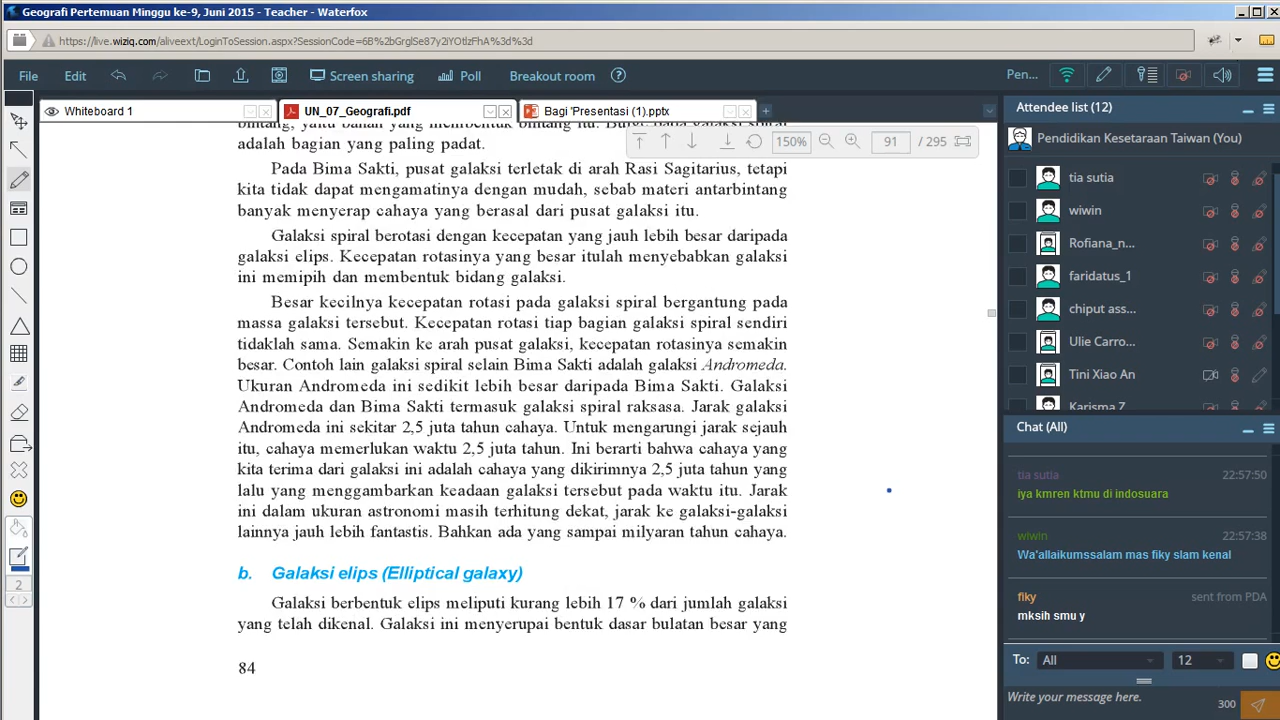 Geografi Pertemuan Minggu ke-9, Juni 2015 - Teacher - Waterfox
https://live.wiziq.com/aliveext/LoginToSession.aspx?SessionCode=6B%2bGrglSe87y2iYOtlzFhA%3d%3d
File Edit Screen sharing Poll Breakout room Pen...
Whiteboard 1 UN_07_Geografi.pdf Bagi 'Presentasi (1).pptx
150% 91 / 295
adalah bagian yang paling padat.
Pada Bima Sakti, pusat galaksi terletak di arah Rasi Sagitarius, tetapi
kita tidak dapat mengamatinya dengan mudah, sebab materi antarbintang
banyak menyerap cahaya yang berasal dari pusat galaksi itu.
Galaksi spiral berotasi dengan kecepatan yang jauh lebih besar daripada
galaksi elips. Kecepatan rotasinya yang besar itulah menyebabkan galaksi
ini memipih dan membentuk bidang galaksi.
Besar kecilnya kecepatan rotasi pada galaksi spiral bergantung pada
massa galaksi tersebut. Kecepatan rotasi tiap bagian galaksi spiral sendiri
tidaklah sama. Semakin ke arah pusat galaksi, kecepatan rotasinya semakin
besar. Contoh lain galaksi spiral selain Bima Sakti adalah galaksi Andromeda.
Ukuran Andromeda ini sedikit lebih besar daripada Bima Sakti. Galaksi
Andromeda dan Bima Sakti termasuk galaksi spiral raksasa. Jarak galaksi
Andromeda ini sekitar 2,5 juta tahun cahaya. Untuk mengarungi jarak sejauh
itu, cahaya memerlukan waktu 2,5 juta tahun. Ini berarti bahwa cahaya yang
kita terima dari galaksi ini adalah cahaya yang dikirimnya 2,5 juta tahun yang
lalu yang menggambarkan keadaan galaksi tersebut pada waktu itu. Jarak
ini dalam ukuran astronomi masih terhitung dekat, jarak ke galaksi-galaksi
lainnya jauh lebih fantastis. Bahkan ada yang sampai milyaran tahun cahaya.
b. Galaksi elips (Elliptical galaxy)
Galaksi berbentuk elips meliputi kurang lebih 17 % dari jumlah galaksi
yang telah dikenal. Galaksi ini menyerupai bentuk dasar bulatan besar yang
84
2
Attendee list (12)
Pendidikan Kesetaraan Taiwan (You)
tia sutia
wiwin
Rofiana_n...
faridatus_1
chiput ass...
Ulie Carro...
Tini Xiao An
Karisma Z
Chat (All)
tia sutia 22:57:50
iya kmren ktmu di indosuara
wiwin 22:57:38
Wa'allaikumssalam mas fiky slam kenal
fIky sent from PDA
mksih smu y
To: All 12
Write your message here. 300